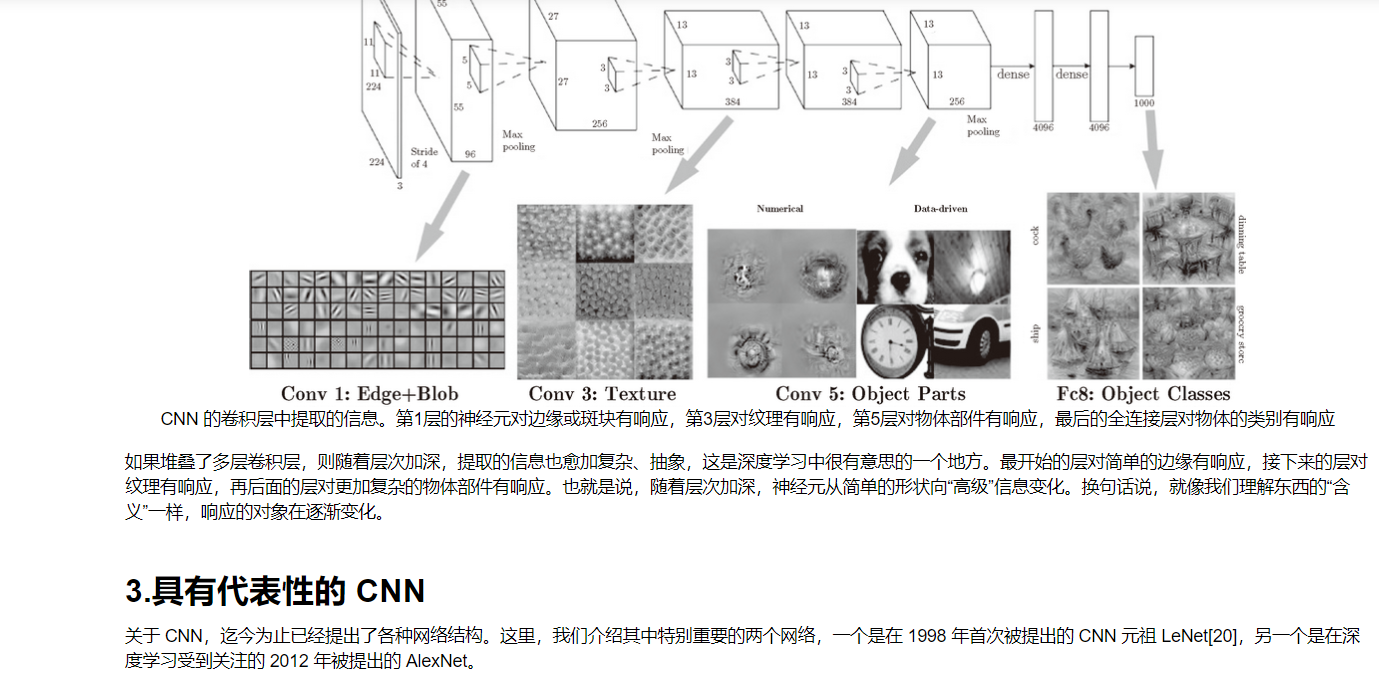 55
55
96
11
11
224
224
3
Stride
of 4
5
5
Max
pooling
27
27
256
3
3
Max
pooling
13
13
384
3
3
13
13
384
3
3
13
13
256
Max
pooling
dense
4096
dense
4096
1000
Numerical
Data-driven
cock
dinning table
ship
grocery store
Conv 1: Edge+Blob
Conv 3: Texture
Conv 5: Object Parts
Fc8: Object Classes
CNN 的卷积层中提取的信息。第1层的神经元对边缘或斑块有响应，第3层对纹理有响应，第5层对物体部件有响应，最后的全连接层对物体的类别有响应
如果堆叠了多层卷积层，则随着层次加深，提取的信息也愈加复杂、抽象，这是深度学习中很有意思的一个地方。最开始的层对简单的边缘有响应，接下来的层对
纹理有响应，再后面的层对更加复杂的物体部件有响应。也就是说，随着层次加深，神经元从简单的形状向“高级”信息变化。换句话说，就像我们理解东西的“含
义”一样，响应的对象在逐渐变化。
3.具有代表性的 CNN
关于 CNN，迄今为止已经提出了各种网络结构。这里，我们介绍其中特别重要的两个网络，一个是在 1998 年首次被提出的 CNN 元祖 LeNet[20]，另一个是在深
度学习受到关注的 2012 年被提出的 AlexNet。